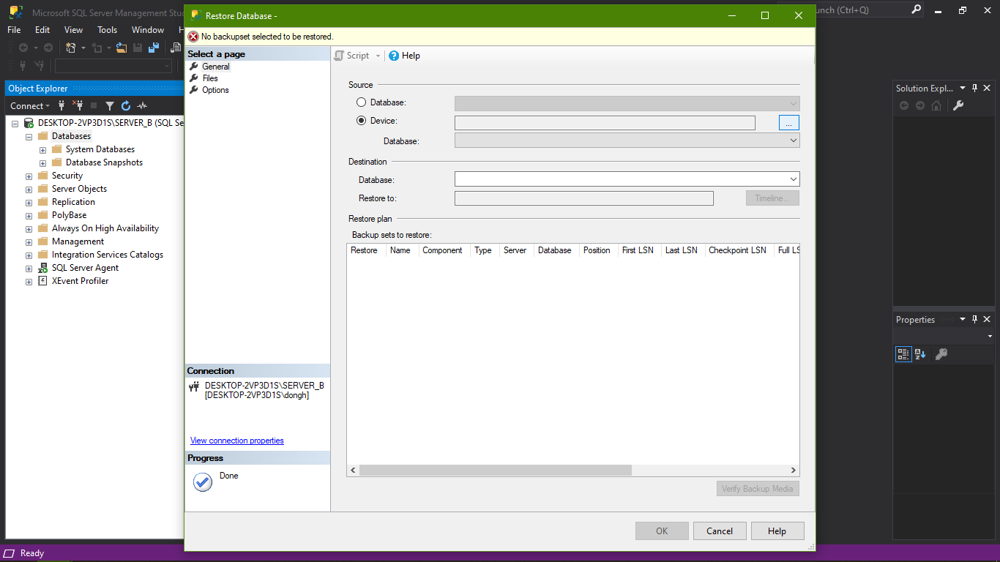 Microsoft SQL Server Management Stu
Restore Database -
unch (Ctrl+Q)
File Edit View Tools Window H
No backupset selected to be restored.
Select a page
General
Files
Options
Script
Help
Object Explorer
Connect
DESKTOP-2VP3D1S\SERVER_B (SQL Se
Databases
System Databases
Database Snapshots
Security
Server Objects
Replication
PolyBase
Always On High Availability
Management
Integration Services Catalogs
SQL Server Agent
XEvent Profiler
Source
Database:
Device:
...
Database:
Destination
Database:
Restore to:
Timeline...
Restore plan
Backup sets to restore:
Restore Name Component Type Server Database Position First LSN Last LSN Checkpoint LSN Full LS
Connection
DESKTOP-2VP3D1S\SERVER_B
[DESKTOP-2VP3D1S\dongh]
View connection properties
Progress
Done
Verify Backup Media
OK Cancel Help
Solution Expl...
Properties
Ready